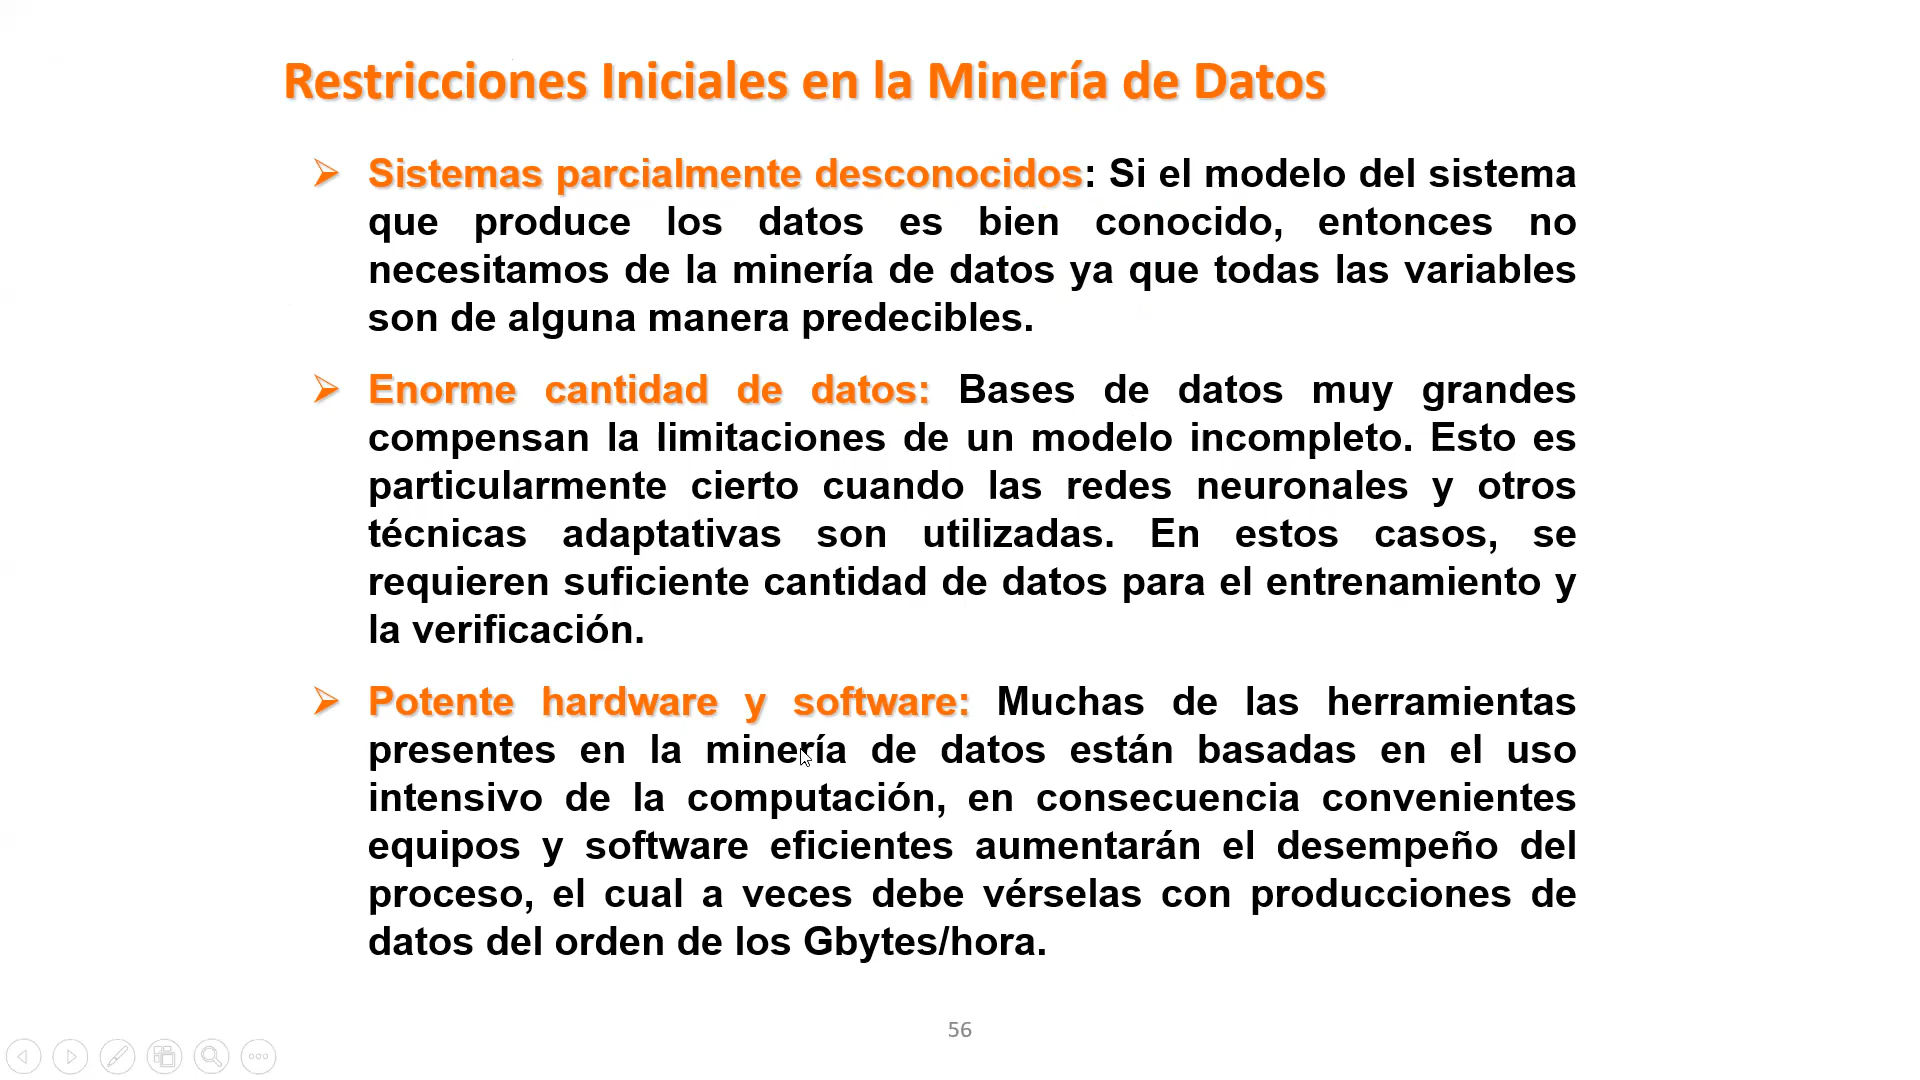 Restricciones Iniciales en la Minería de Datos
Sistemas parcialmente desconocidos: Si el modelo del sistema
que produce los datos es bien conocido, entonces no
necesitamos de la minería de datos ya que todas las variables
son de alguna manera predecibles.
Enorme cantidad de datos: Bases de datos muy grandes
compensan la limitaciones de un modelo incompleto. Esto es
particularmente cierto cuando las redes neuronales y otros
técnicas adaptativas son utilizadas. En estos casos, se
requieren suficiente cantidad de datos para el entrenamiento y
la verificación.
Potente hardware y software: Muchas de las herramientas
presentes en la minería de datos están basadas en el uso
intensivo de la computación, en consecuencia convenientes
equipos y software eficientes aumentarán el desempeño del
proceso, el cual a veces debe vérselas con producciones de
datos del orden de los Gbytes/hora.
56